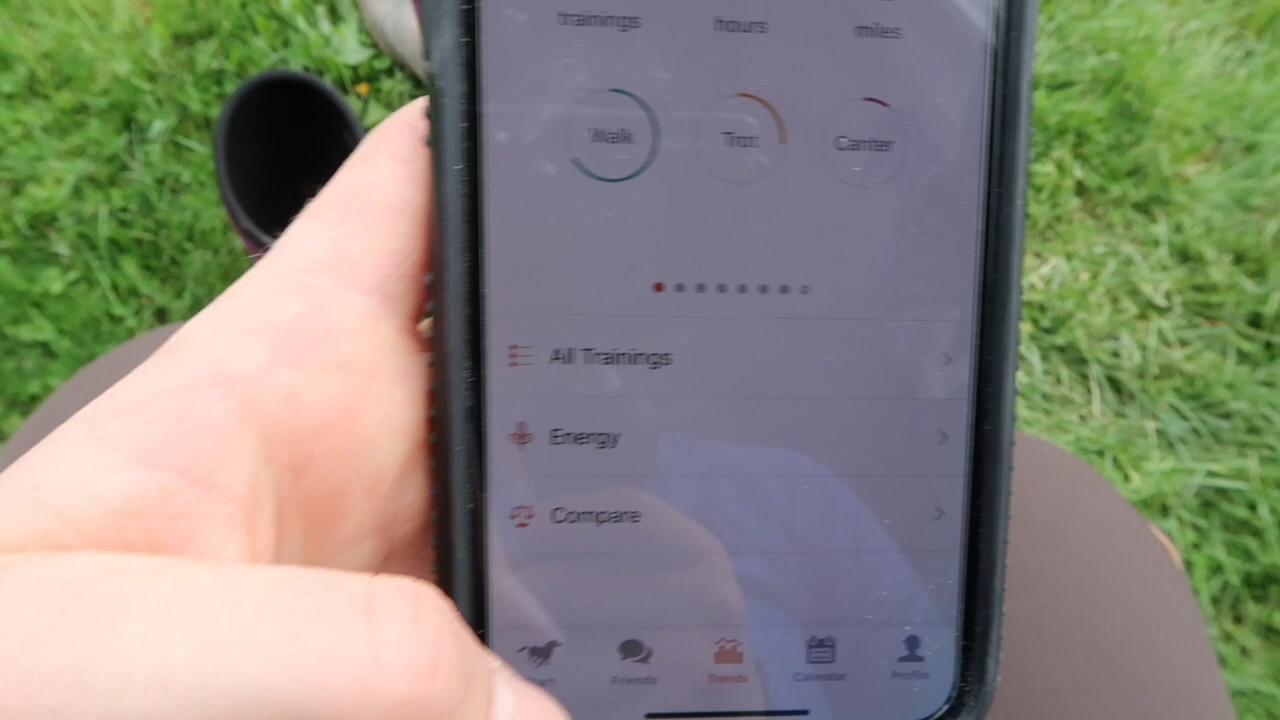 trainings hours miles
Walk Trot Canter
All Trainings
Energy
Compare
Friends Trends Calendar Profile